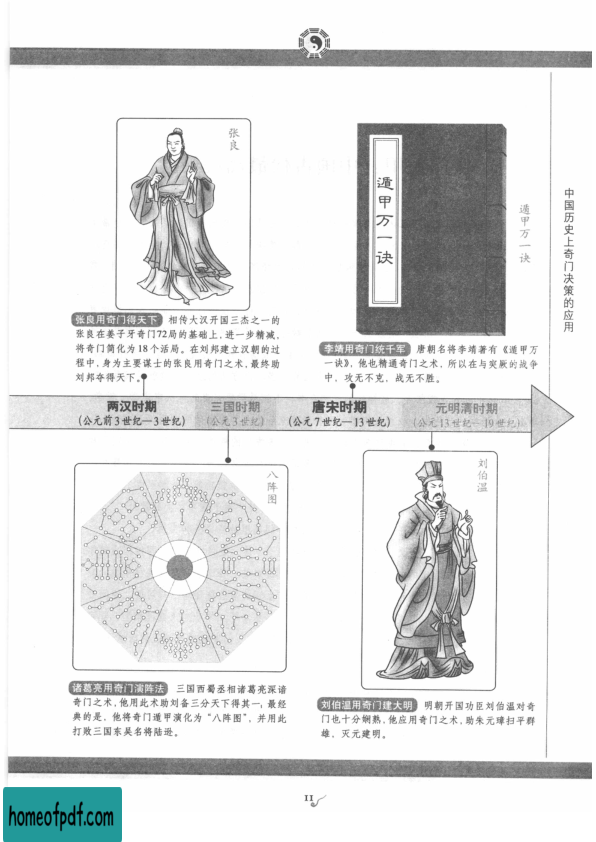 张良
遁甲万一诀
遁甲万一诀
中国历史上奇门决策的应用
张良用奇门得天下 相传大汉开国三杰之一的
张良在姜子牙奇门72局的基础上，进一步精减，
将奇门简化为18个活局。在刘邦建立汉朝的过
程中，身为主要谋士的张良用奇门之术，最终助
刘邦夺得天下。
李靖用奇门统千军 唐朝名将李靖著有《遁甲万
一诀》，他也精通奇门之术，所以在与突厥的战争
中，攻无不克，战无不胜。
两汉时期
（公元前3世纪—3世纪）
三国时期
（公元3世纪）
唐宋时期
（公元7世纪—13世纪）
元明清时期
（公元13世纪—19世纪）
八阵图
刘伯温
诸葛亮用奇门演阵法 三国西蜀丞相诸葛亮深谙
奇门之术，他用此术助刘备三分天下得其一；最经
典的是，他将奇门遁甲演化为“八阵图”，并用此
打败三国东吴名将陆逊。
刘伯温用奇门建大明 明朝开国功臣刘伯温对奇
门也十分娴熟，他应用奇门之术，助朱元璋扫平群
雄，灭元建明。
11
homeofpdf.com